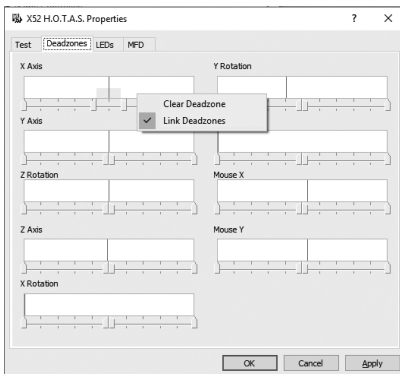 X52 H.O.T.A.S. Properties
Test Deadzones LEDs MFD
X Axis
Y Rotation
Clear Deadzone
Link Deadzones
Y Axis
Z Rotation
Mouse X
Z Axis
Mouse Y
X Rotation
OK Cancel Apply